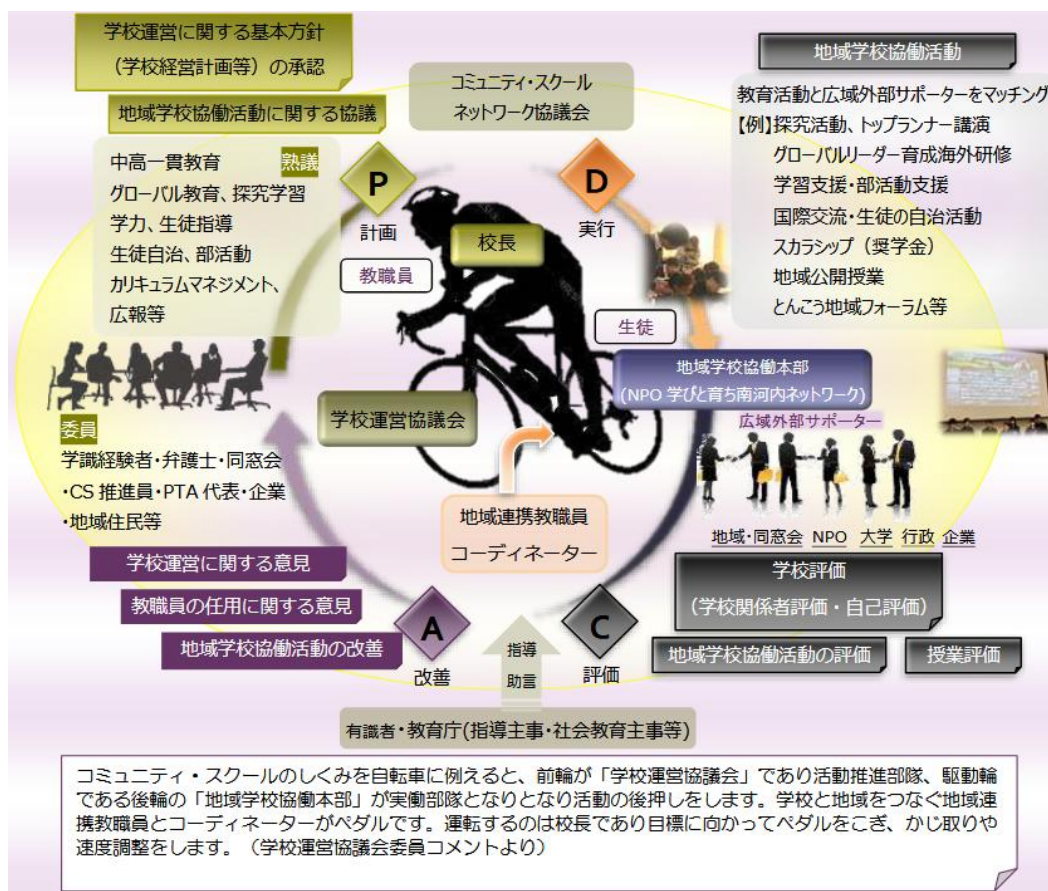 学校運営に関する基本方針
（学校経営計画等）の承認
地域学校協働活動に関する協議
中高一貫教育
熟議
グローバル教育、探究学習
学力、生徒指導
生徒自治、部活動
カリキュラムマネジメント、
広報等
コミュニティ・スクール
ネットワーク協議会
P
計画
D
実行
校長
教職員
生徒
地域学校協働活動
教育活動と広域外部サポーターをマッチング
【例】探究活動、トップランナー講演
グローバルリーダー育成海外研修
学習支援・部活動支援
国際交流・生徒の自治活動
スカラシップ（奨学金）
地域公開授業
とんこう地域フォーラム等
地域学校協働本部
(NPO 学びと育ち南河内ネットワーク)
広域外部サポーター
地域・同窓会 NPO 大学 行政 企業
学校運営協議会
委員
学識経験者・弁護士・同窓会
・CS 推進員・PTA 代表・企業
・地域住民等
地域連携教職員
コーディネーター
学校運営に関する意見
教職員の任用に関する意見
地域学校協働活動の改善
A
改善
C
評価
学校評価
（学校関係者評価・自己評価）
地域学校協働活動の評価
授業評価
指導
助言
有識者・教育庁(指導主事・社会教育主事等)
コミュニティ・スクールのしくみを自転車に例えると、前輪が「学校運営協議会」であり活動推進部隊、駆動輪
である後輪の「地域学校協働本部」が実働部隊となりとなり活動の後押しをします。学校と地域をつなぐ地域連
携教職員とコーディネーターがペダルです。運転するのは校長であり目標に向かってペダルをこぎ、かじ取りや
速度調整をします。（学校運営協議会委員コメントより）